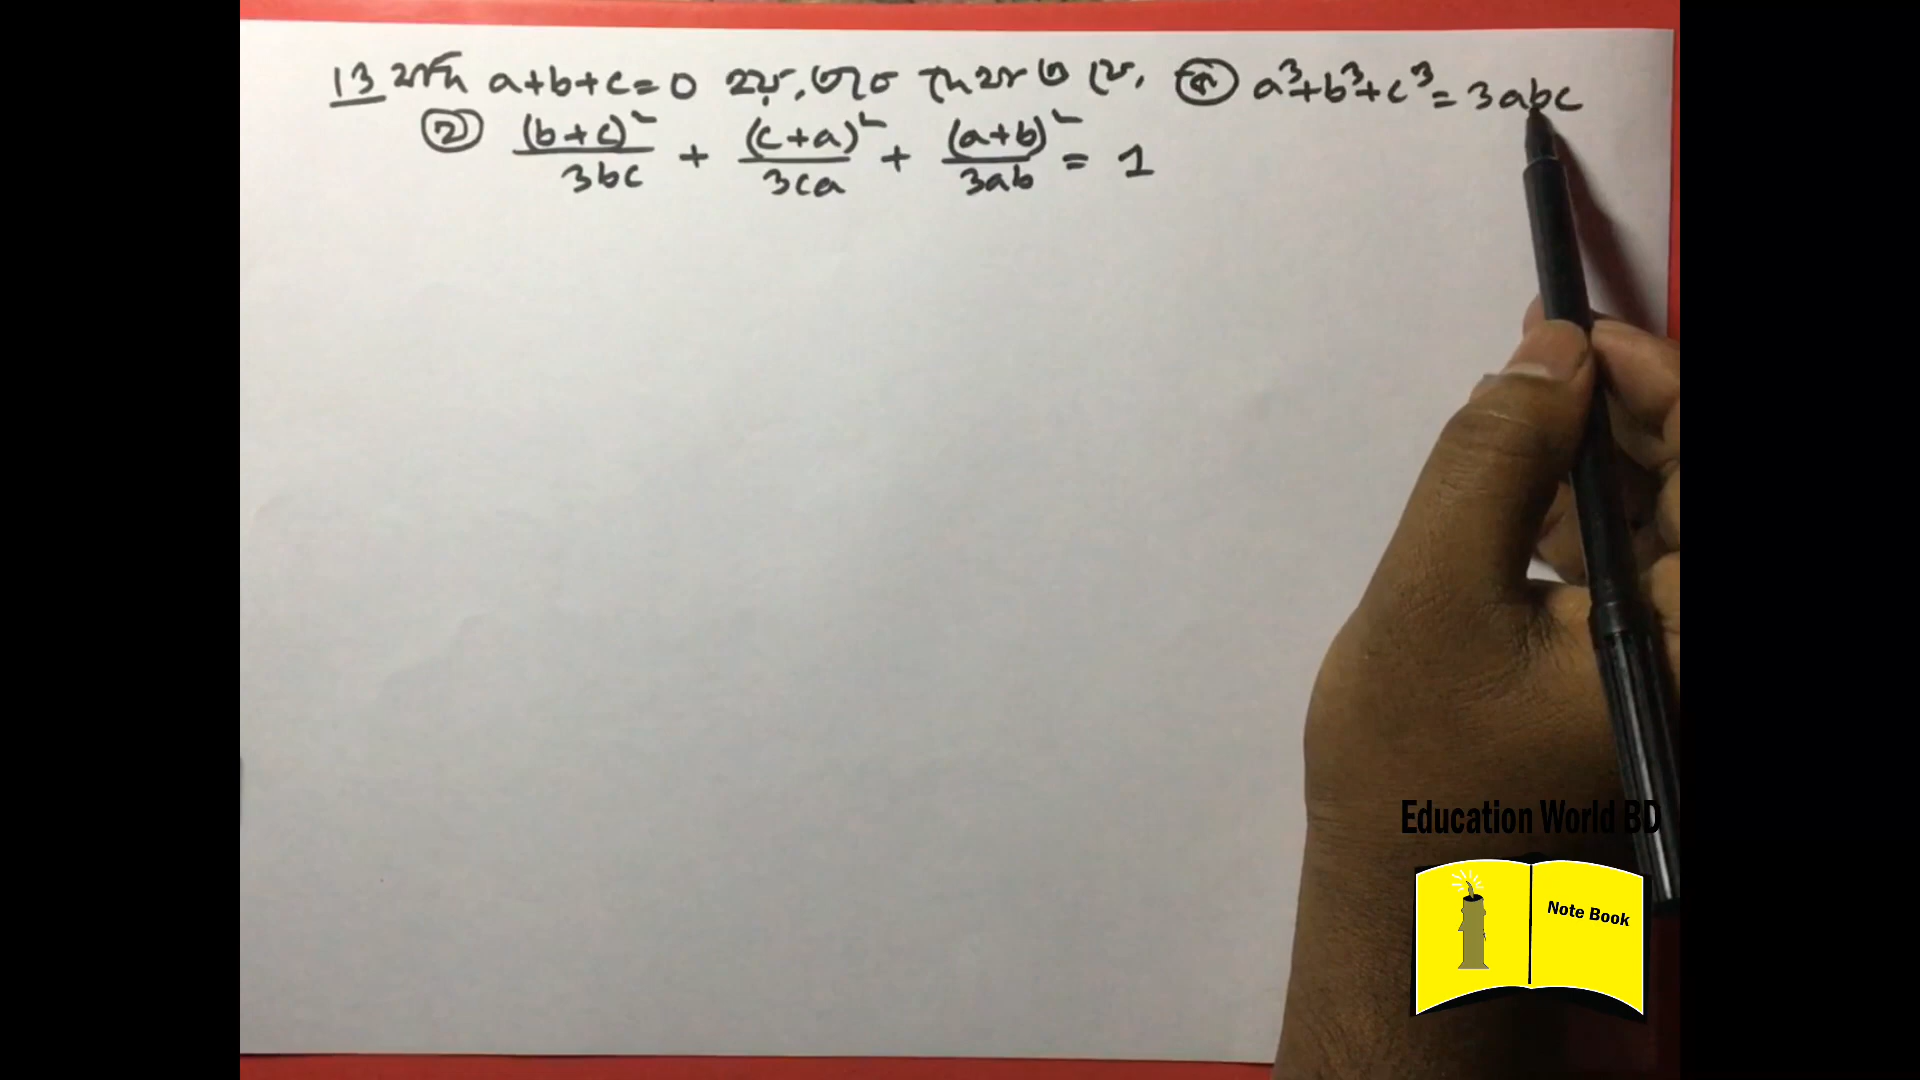 13 যদি a+b+c=0 হয়, তবে দেখাও যে, ক a³+b³+c³=3abc
খ (b+c)²/3bc + (c+a)²/3ca + (a+b)²/3ab = 1
Education World BD
Note Book